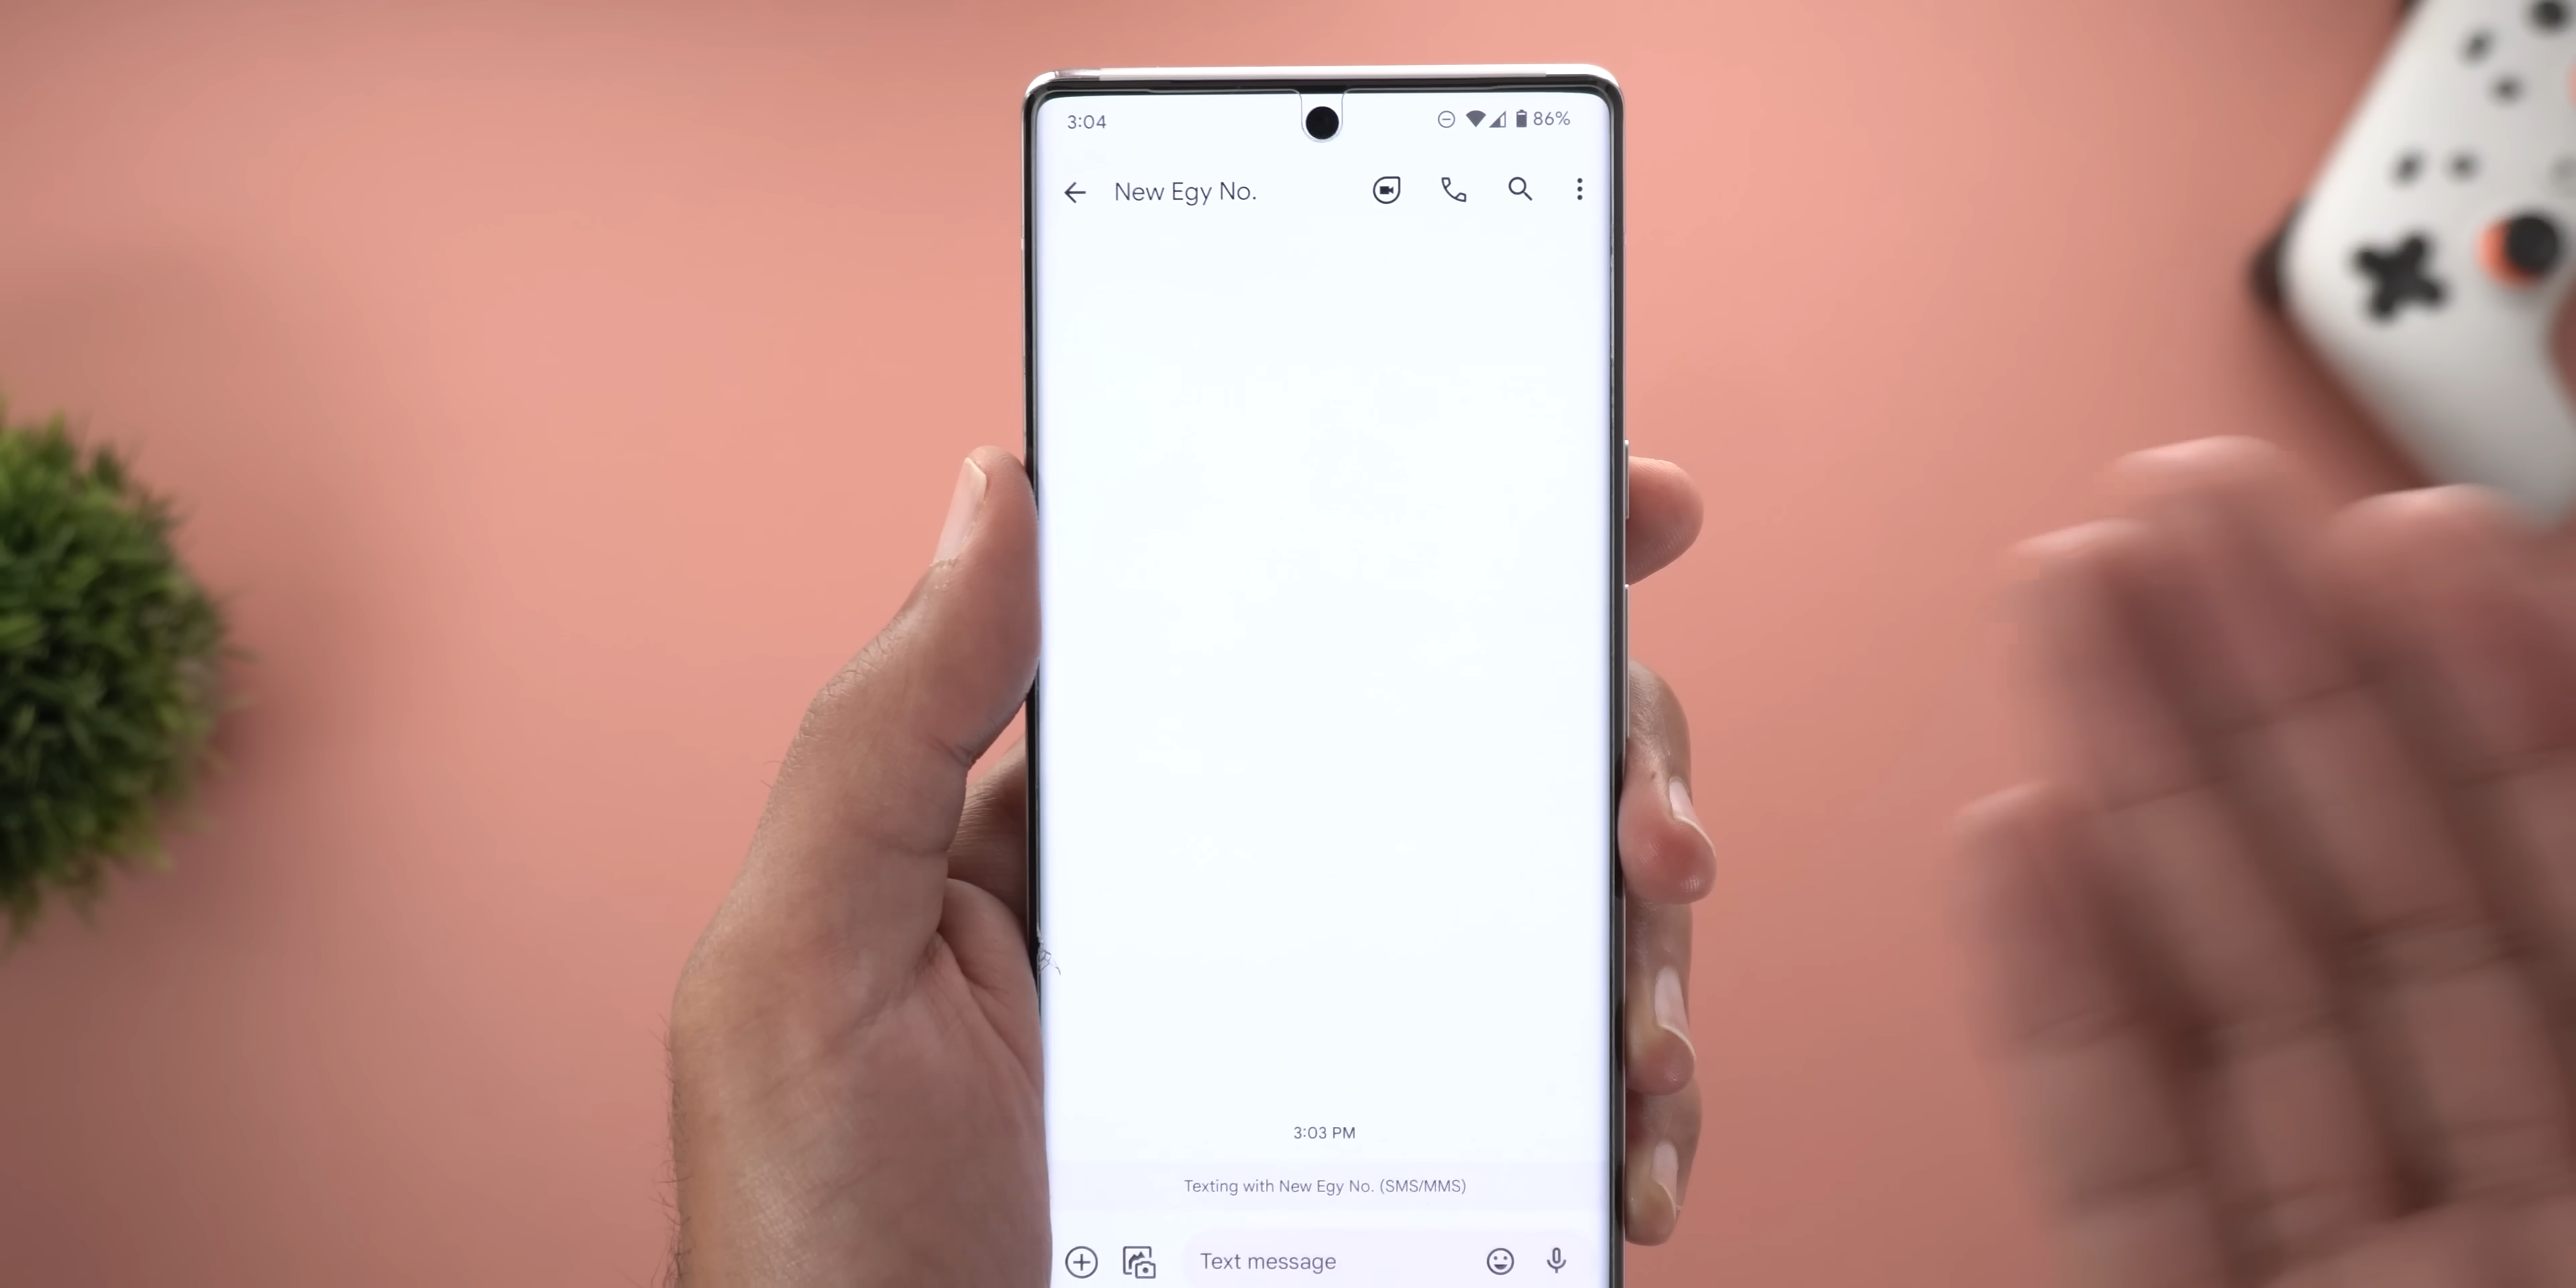 3:04
86%
New Egy No.
3:03 PM
Texting with New Egy No. (SMS/MMS)
Text message